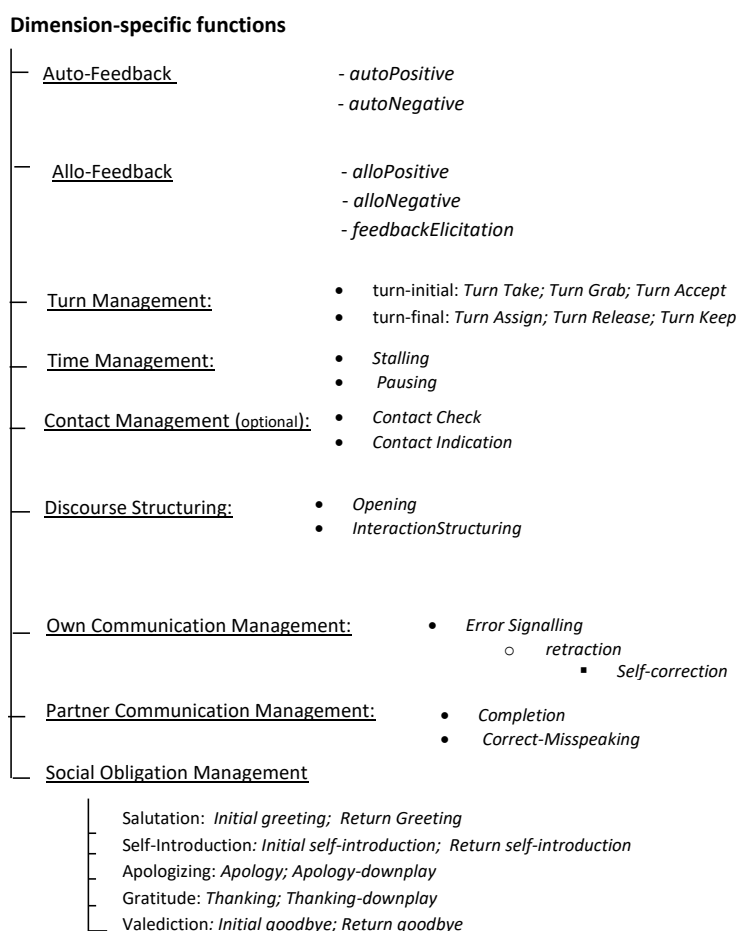 Dimension-specific functions
Auto-Feedback - autoPositive
- autoNegative
Allo-Feedback - alloPositive
- alloNegative
- feedbackElicitation
Turn Management: • turn-initial: Turn Take; Turn Grab; Turn Accept
• turn-final: Turn Assign; Turn Release; Turn Keep
Time Management: • Stalling
• Pausing
Contact Management (optional): • Contact Check
• Contact Indication
Discourse Structuring: • Opening
• InteractionStructuring
Own Communication Management: • Error Signalling
o retraction
▪ Self-correction
Partner Communication Management: • Completion
• Correct-Misspeaking
Social Obligation Management
Salutation: Initial greeting; Return Greeting
Self-Introduction: Initial self-introduction; Return self-introduction
Apologizing: Apology; Apology-downplay
Gratitude: Thanking; Thanking-downplay
Valediction: Initial goodbye; Return goodbye